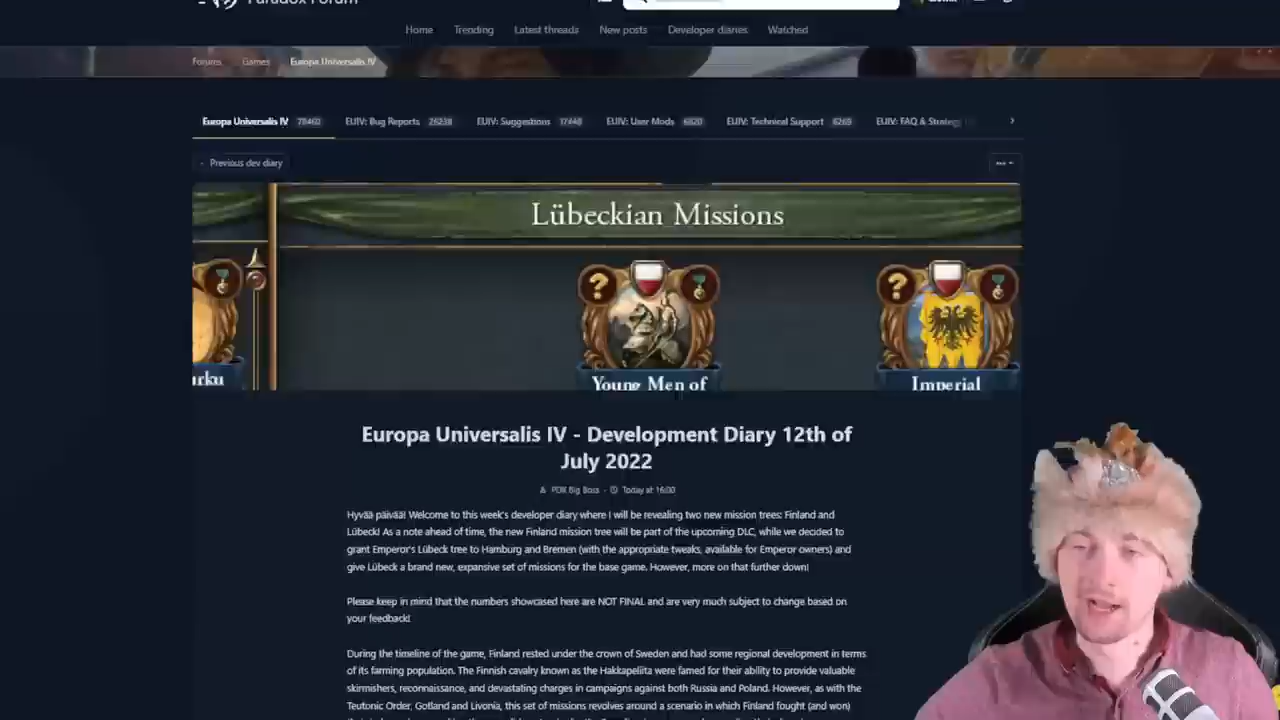 Paradox Forum
Home Trending Latest threads New posts Developer diaries Watched
Forums Games Europa Universalis IV
Europa Universalis IV 78460 EUIV: Bug Reports 26238 EUIV: Suggestions 17448 EUIV: User Mods 6820 EUIV: Technical Support 6269 EUIV: FAQ & Strategy
Previous dev diary
Lübeckian Missions
Young Men of
Imperial
Europa Universalis IV - Development Diary 12th of
July 2022
PDX Big Boss - Today at 16:00
Hyvää päivää! Welcome to this week's developer diary where I will be revealing two new mission trees: Finland and
Lübeck! As a note ahead of time, the new Finland mission tree will be part of the upcoming DLC, while we decided to
grant Emperor's Lübeck tree to Hamburg and Bremen (with the appropriate tweaks, available for Emperor owners) and
give Lübeck a brand new, expansive set of missions for the base game. However, more on that further down!
Please keep in mind that the numbers showcased here are NOT FINAL and are very much subject to change based on
your feedback!
During the timeline of the game, Finland rested under the crown of Sweden and had some regional development in terms
of its farming population. The Finnish cavalry known as the Hakkapeliita were famed for their ability to provide valuable
skirmishers, reconnaissance, and devastating charges in campaigns against both Russia and Poland. However, as with the
Teutonic Order, Gotland and Livonia, this set of missions revolves around a scenario in which Finland fought (and won)